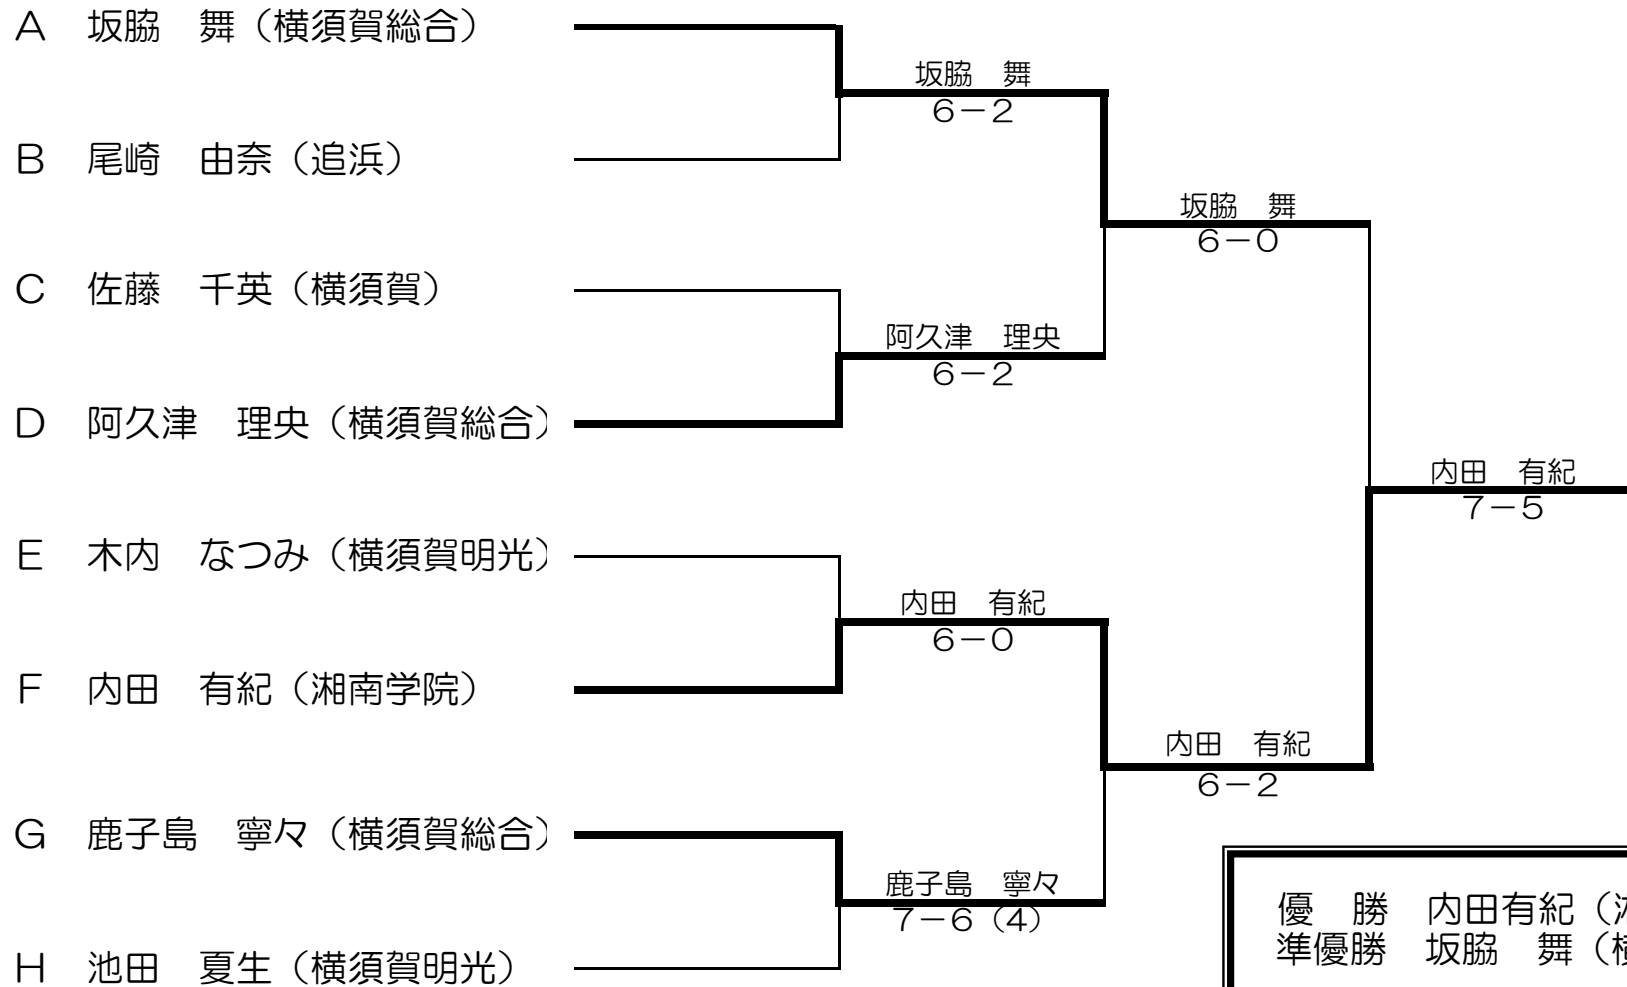 A 坂脇　舞（横須賀総合）
坂脇　舞
６－２
B 尾崎　由奈（追浜）
坂脇　舞
６－０
C 佐藤　千英（横須賀）
阿久津　理央
６－２
D 阿久津　理央（横須賀総合）
内田　有紀
７－５
E 木内　なつみ（横須賀明光）
内田　有紀
６－０
F 内田　有紀（湘南学院）
内田　有紀
６－２
G 鹿子島　寧々（横須賀総合）
鹿子島　寧々
７－６（4）
優　勝　内田有紀（
準優勝　坂脇　舞（
H 池田　夏生（横須賀明光）